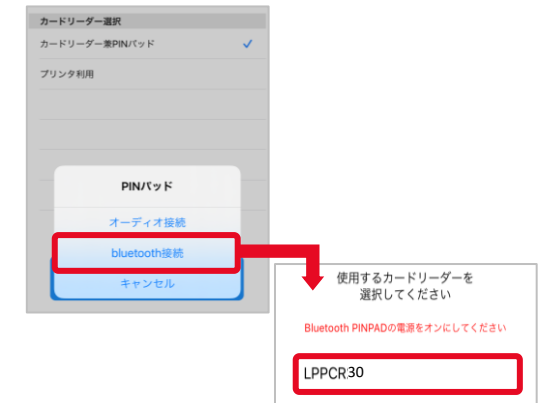 カードリーダー選択
カードリーダー兼PINパッド
プリンタ利用
PINパッド
オーディオ接続
bluetooth接続
キャンセル
使用するカードリーダーを
選択してください
Bluetooth PINPADの電源をオンにしてください
LPPCR30